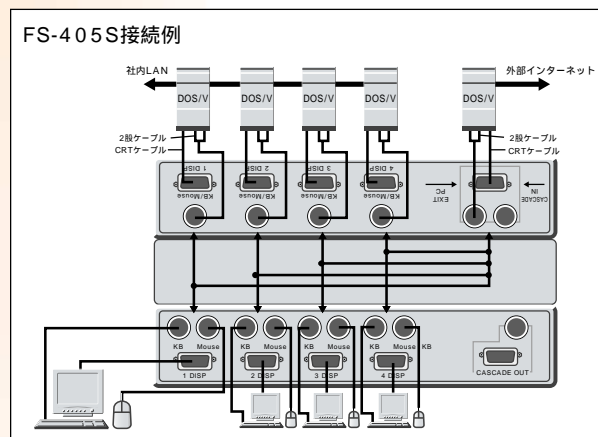 FS-405S接続例
社内LAN
外部インターネット
DOS/V
DOS/V
DOS/V
DOS/V
DOS/V
2股ケーブル
CRTケーブル
2股ケーブル
CRTケーブル
1 DISP
2 DISP
3 DISP
4 DISP
KB/Mouse
KB/Mouse
KB/Mouse
KB/Mouse
EXIT PC
CASCADE IN
KB Mouse
KB Mouse
KB Mouse
KB Mouse KB
1 DISP
2 DISP
3 DISP
4 DISP
CASCADE OUT